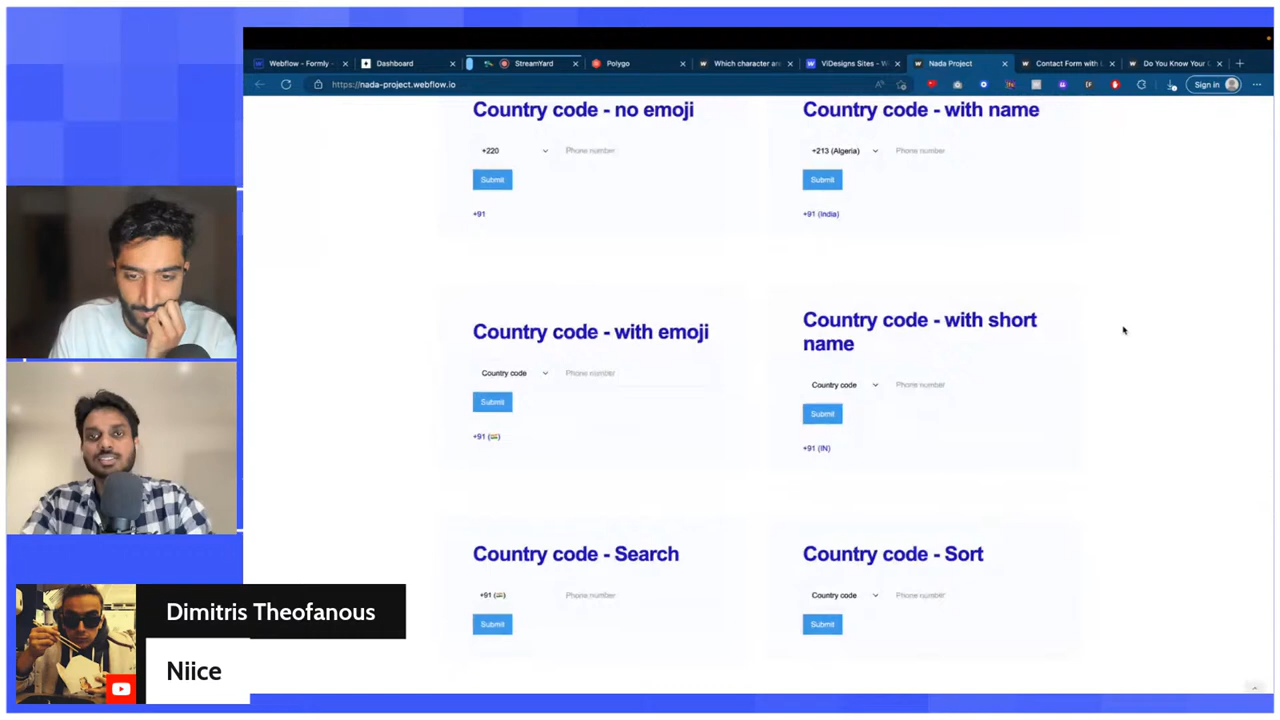 Webflow - Formly -
Dashboard
StreamYard
Polygo
Which character are
ViDesigns Sites - W
Nada Project
Contact Form with
Do You Know Your
https://nada-project.webflow.io
Sign in
Country code - no emoji
+220
Phone number
Submit
+91
Country code - with name
+213 (Algeria)
Phone number
Submit
+91 (India)
Country code - with emoji
Country code
Phone number
Submit
+91 (🇮🇳)
Country code - with short
name
Country code
Phone number
Submit
+91 (IN)
Country code - Search
+91 (🇮🇳)
Phone number
Submit
Country code - Sort
Country code
Phone number
Submit
Dimitris Theofanous
Niice